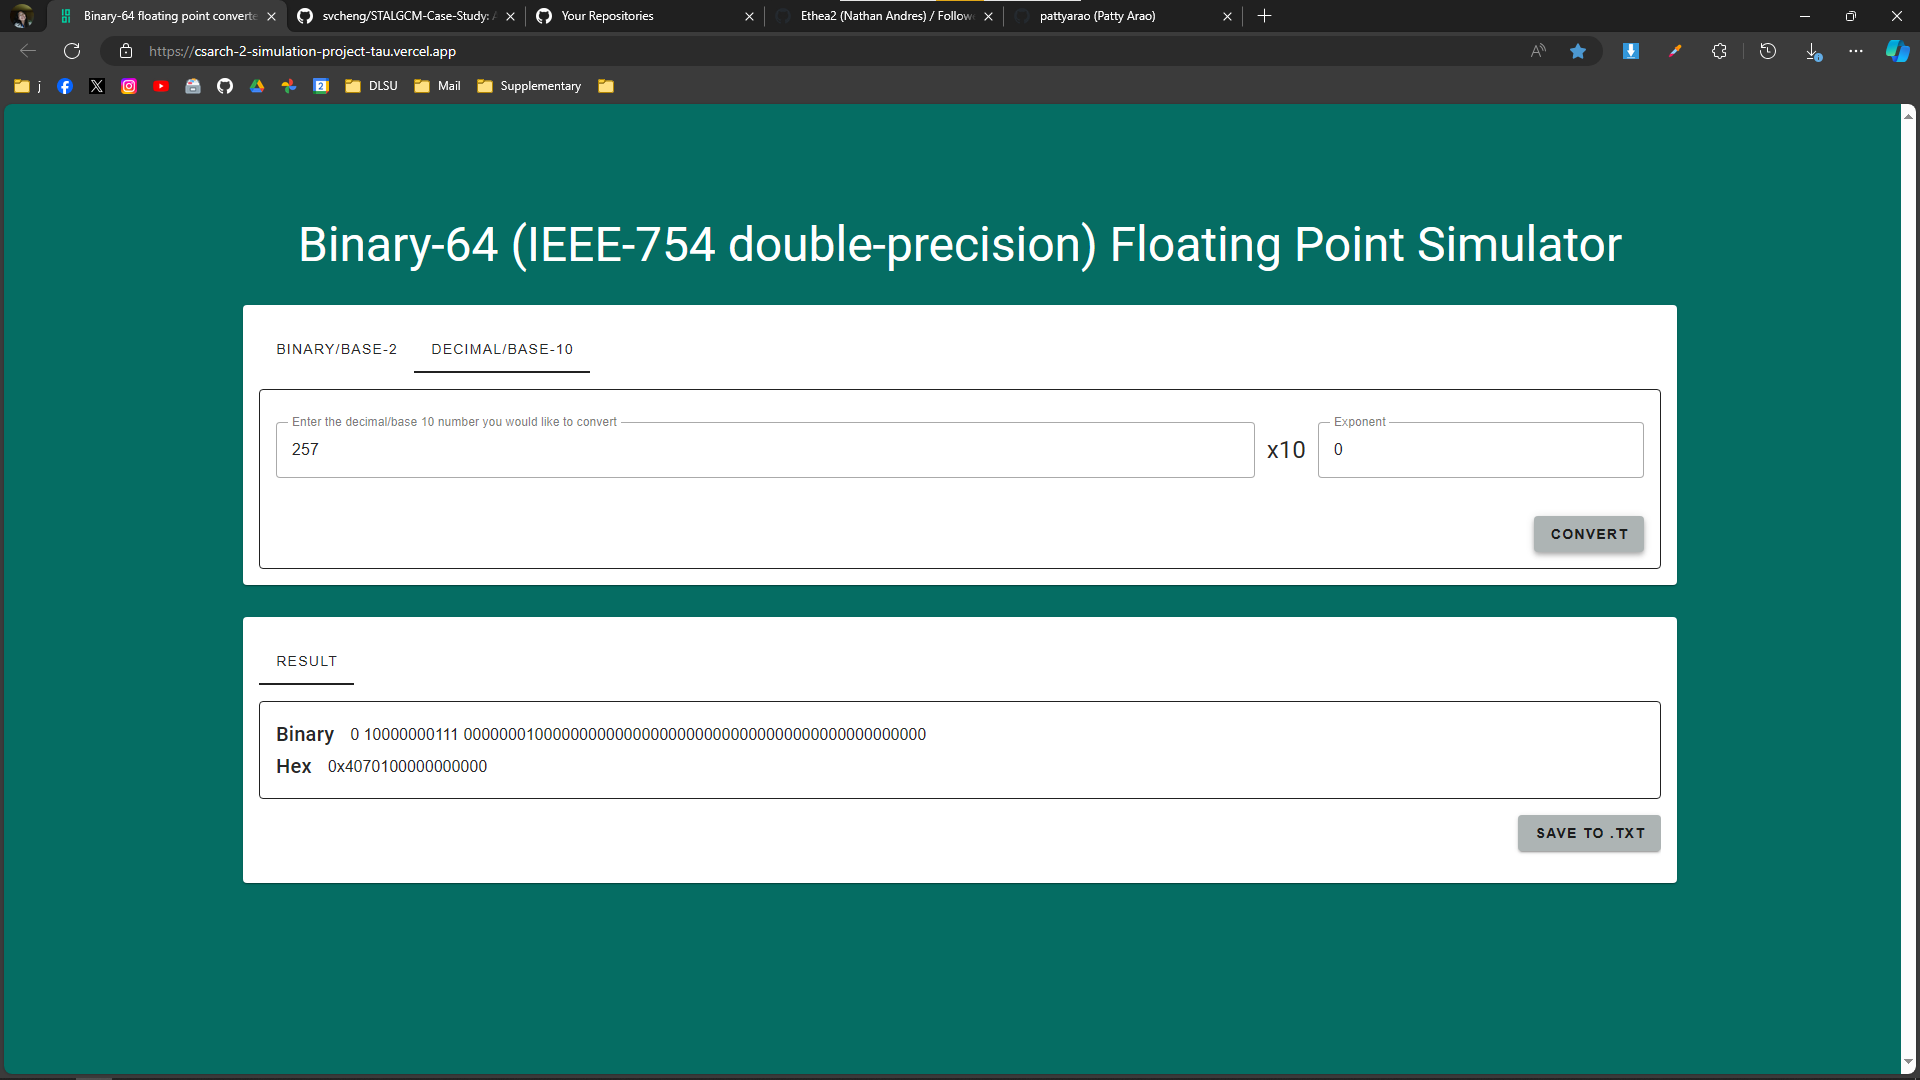 Binary-64 floating point converte
svcheng/STALGCM-Case-Study: A
Your Repositories
Ethea2 (Nathan Andres) / Follow
pattyarao (Patty Arao)
https://csarch-2-simulation-project-tau.vercel.app
j
DLSU
Mail
Supplementary
Binary-64 (IEEE-754 double-precision) Floating Point Simulator
BINARY/BASE-2
DECIMAL/BASE-10
Enter the decimal/base 10 number you would like to convert
257
x10
Exponent
0
CONVERT
RESULT
Binary 0 10000000111 0000000100000000000000000000000000000000000000000000
Hex 0x4070100000000000
SAVE TO .TXT